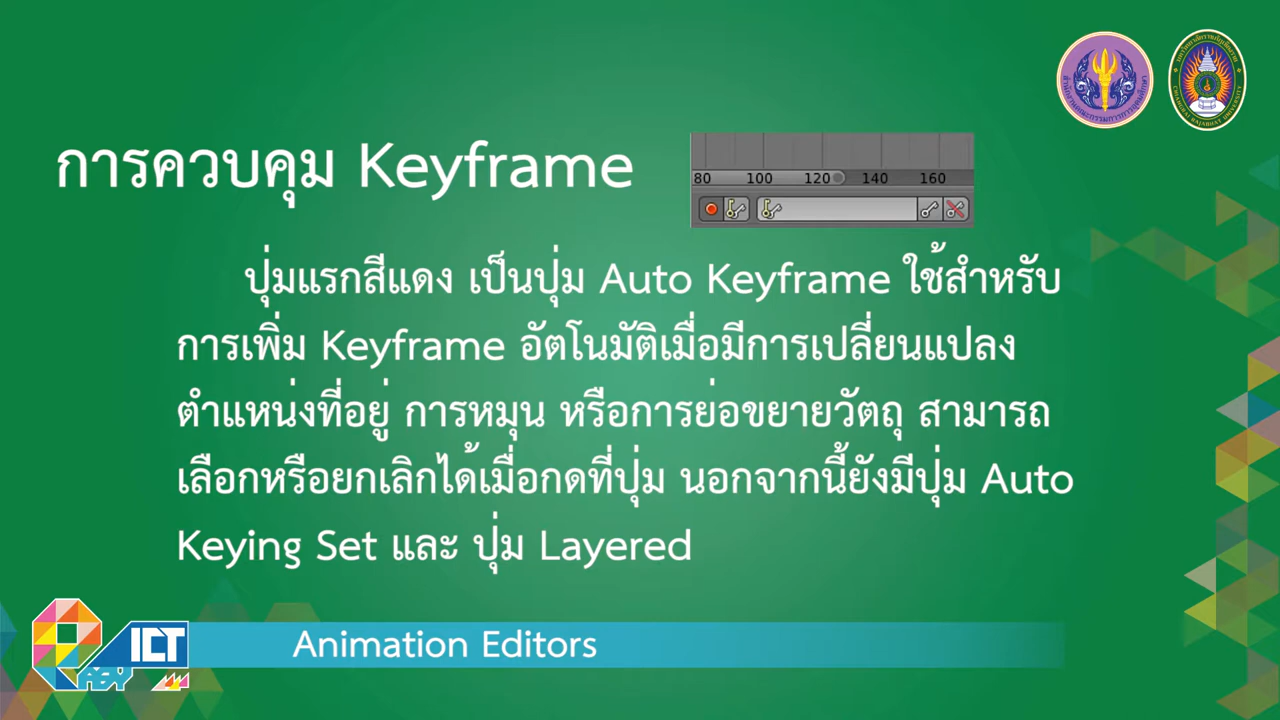 การควบคุม Keyframe
80 100 120 140 160
ปุ่มแรกสีแดง เป็นปุ่ม Auto Keyframe ใช้สำหรับ
การเพิ่ม Keyframe อัตโนมัติเมื่อมีการเปลี่ยนแปลง
ตำแหน่งที่อยู่ การหมุน หรือการย่อขยายวัตถุ สามารถ
เลือกหรือยกเลิกได้เมื่อกดที่ปุ่ม นอกจากนี้ยังมีปุ่ม Auto
Keying Set และ ปุ่ม Layered
Animation Editors
ICT